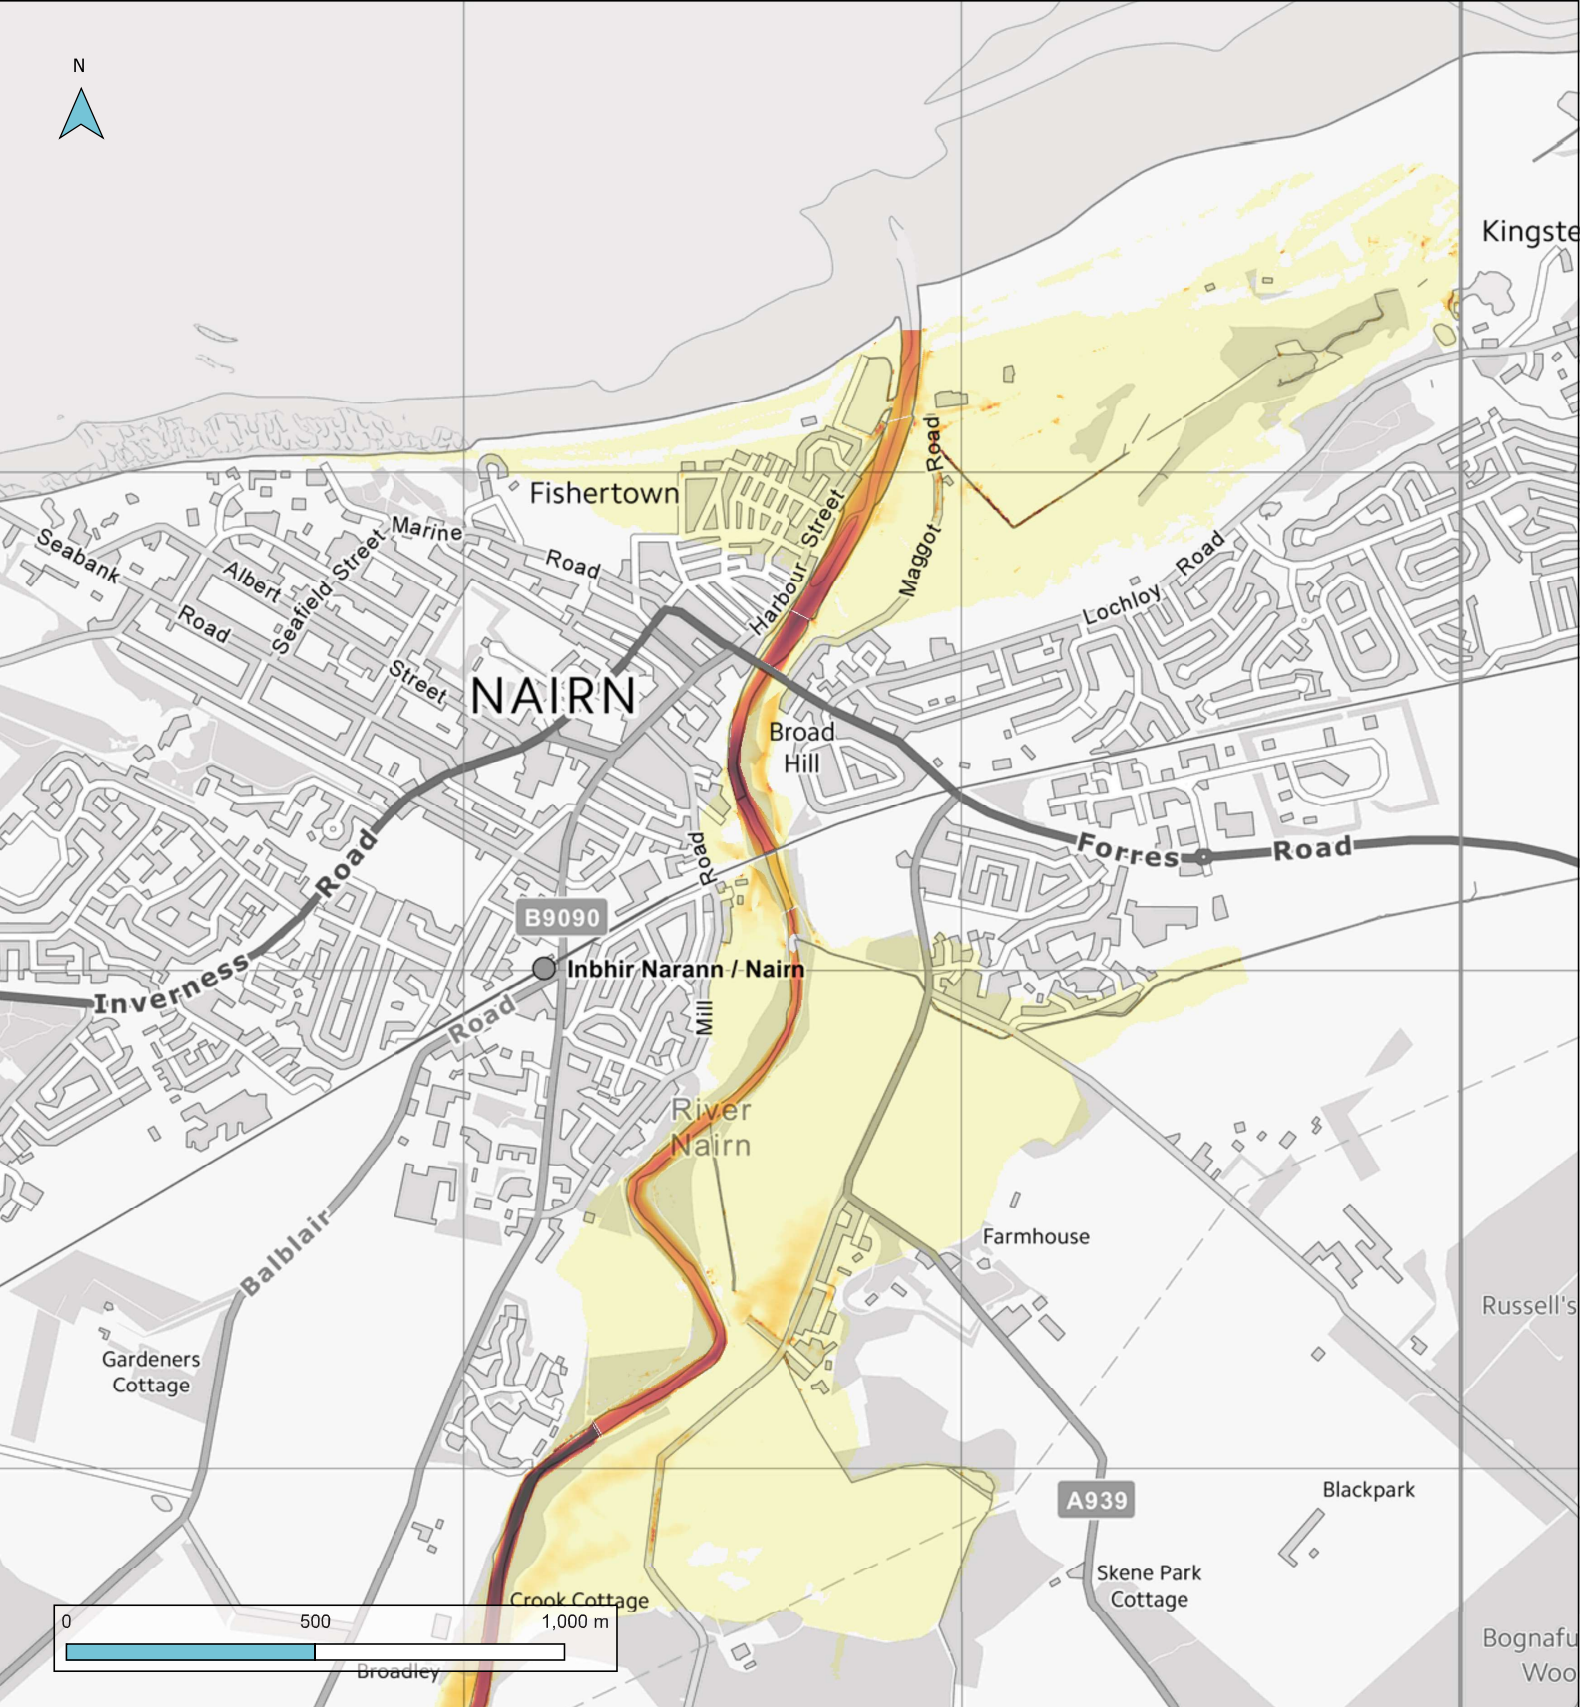 N
Kingste
Fishertown
Road
Seabank
Road
Albert
Street
Seafield Street
Marine
Road
Harbour Street
Maggot
Lochloy Road
NAIRN
Broad
Hill
Road
Forres Road
Inverness Road
B9090
Inbhir Narann / Nairn
Road
Mill
River
Nairn
Balblair
Farmhouse
Russell's
Gardeners
Cottage
A939
Blackpark
Skene Park
Cottage
Crook Cottage
0 500 1,000 m
Broadley
Bognafu
Woo